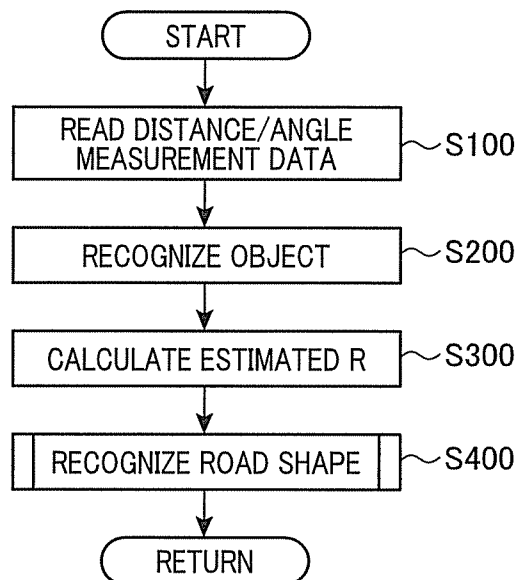 START
READ DISTANCE/ANGLE
MEASUREMENT DATA
S100
RECOGNIZE OBJECT
S200
CALCULATE ESTIMATED R
S300
RECOGNIZE ROAD SHAPE
S400
RETURN